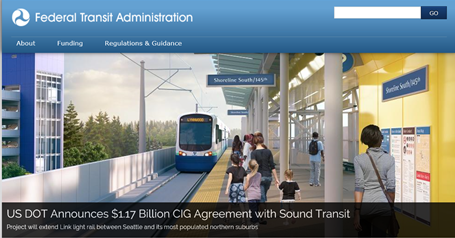 Federal Transit Administration
GO
About
Funding
Regulations & Guidance
Shoreline South/145th
Shoreline South/145th
US DOT Announces $1.17 Billion CIG Agreement with Sound Transit
Project will extend Link light rail between Seattle and its most populated northern suburbs